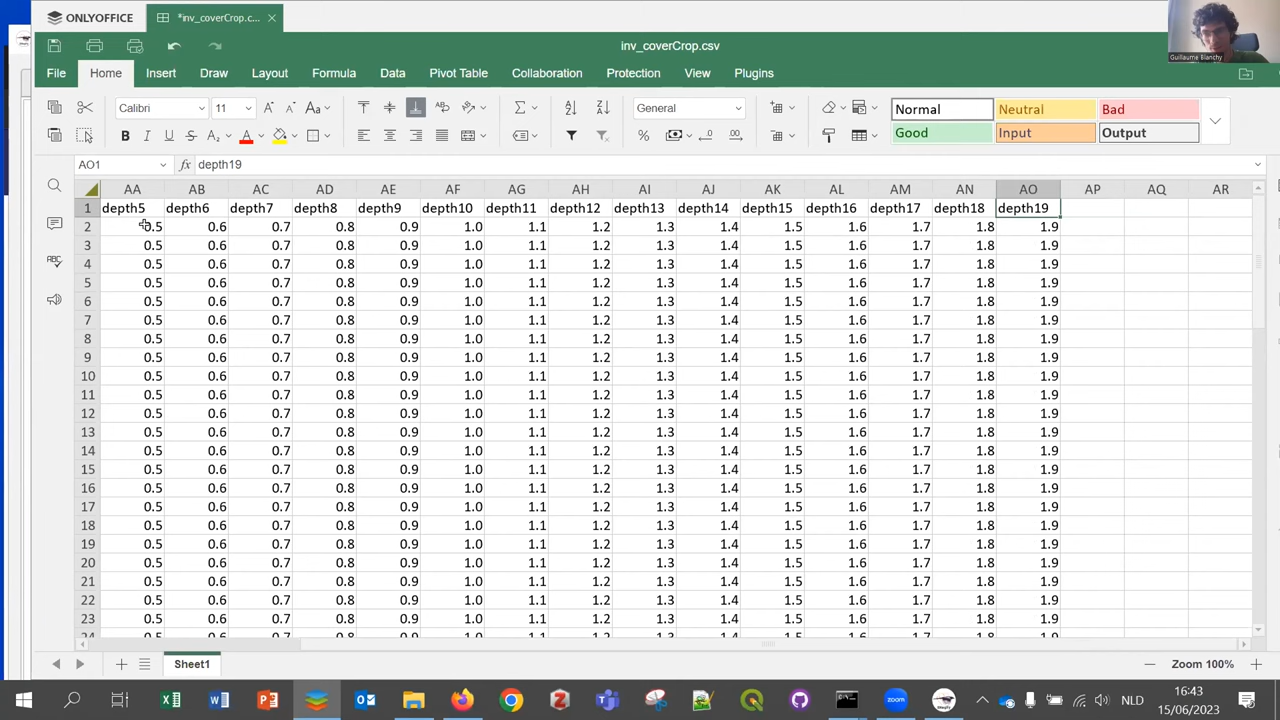 ONLYOFFICE *inv_coverCrop.c... ×
inv_coverCrop.csv
Guillaume Blanchy
File Home Insert Draw Layout Formula Data Pivot Table Collaboration Protection View Plugins
Calibri 11 General Normal Neutral Bad
Good Input Output
AO1 fx depth19
AA AB AC AD AE AF AG AH AI AJ AK AL AM AN AO AP AQ AR
1 depth5 depth6 depth7 depth8 depth9 depth10 depth11 depth12 depth13 depth14 depth15 depth16 depth17 depth18 depth19
2 0.5 0.6 0.7 0.8 0.9 1.0 1.1 1.2 1.3 1.4 1.5 1.6 1.7 1.8 1.9
3 0.5 0.6 0.7 0.8 0.9 1.0 1.1 1.2 1.3 1.4 1.5 1.6 1.7 1.8 1.9
4 0.5 0.6 0.7 0.8 0.9 1.0 1.1 1.2 1.3 1.4 1.5 1.6 1.7 1.8 1.9
5 0.5 0.6 0.7 0.8 0.9 1.0 1.1 1.2 1.3 1.4 1.5 1.6 1.7 1.8 1.9
6 0.5 0.6 0.7 0.8 0.9 1.0 1.1 1.2 1.3 1.4 1.5 1.6 1.7 1.8 1.9
7 0.5 0.6 0.7 0.8 0.9 1.0 1.1 1.2 1.3 1.4 1.5 1.6 1.7 1.8 1.9
8 0.5 0.6 0.7 0.8 0.9 1.0 1.1 1.2 1.3 1.4 1.5 1.6 1.7 1.8 1.9
9 0.5 0.6 0.7 0.8 0.9 1.0 1.1 1.2 1.3 1.4 1.5 1.6 1.7 1.8 1.9
10 0.5 0.6 0.7 0.8 0.9 1.0 1.1 1.2 1.3 1.4 1.5 1.6 1.7 1.8 1.9
11 0.5 0.6 0.7 0.8 0.9 1.0 1.1 1.2 1.3 1.4 1.5 1.6 1.7 1.8 1.9
12 0.5 0.6 0.7 0.8 0.9 1.0 1.1 1.2 1.3 1.4 1.5 1.6 1.7 1.8 1.9
13 0.5 0.6 0.7 0.8 0.9 1.0 1.1 1.2 1.3 1.4 1.5 1.6 1.7 1.8 1.9
14 0.5 0.6 0.7 0.8 0.9 1.0 1.1 1.2 1.3 1.4 1.5 1.6 1.7 1.8 1.9
15 0.5 0.6 0.7 0.8 0.9 1.0 1.1 1.2 1.3 1.4 1.5 1.6 1.7 1.8 1.9
16 0.5 0.6 0.7 0.8 0.9 1.0 1.1 1.2 1.3 1.4 1.5 1.6 1.7 1.8 1.9
17 0.5 0.6 0.7 0.8 0.9 1.0 1.1 1.2 1.3 1.4 1.5 1.6 1.7 1.8 1.9
18 0.5 0.6 0.7 0.8 0.9 1.0 1.1 1.2 1.3 1.4 1.5 1.6 1.7 1.8 1.9
19 0.5 0.6 0.7 0.8 0.9 1.0 1.1 1.2 1.3 1.4 1.5 1.6 1.7 1.8 1.9
20 0.5 0.6 0.7 0.8 0.9 1.0 1.1 1.2 1.3 1.4 1.5 1.6 1.7 1.8 1.9
21 0.5 0.6 0.7 0.8 0.9 1.0 1.1 1.2 1.3 1.4 1.5 1.6 1.7 1.8 1.9
22 0.5 0.6 0.7 0.8 0.9 1.0 1.1 1.2 1.3 1.4 1.5 1.6 1.7 1.8 1.9
23 0.5 0.6 0.7 0.8 0.9 1.0 1.1 1.2 1.3 1.4 1.5 1.6 1.7 1.8 1.9
24 0.5 0.6 0.7 0.8 0.9 1.0 1.1 1.2 1.3 1.4 1.5 1.6 1.7 1.8 1.9
Sheet1 Zoom 100%
zoom NLD 16:43
15/06/2023